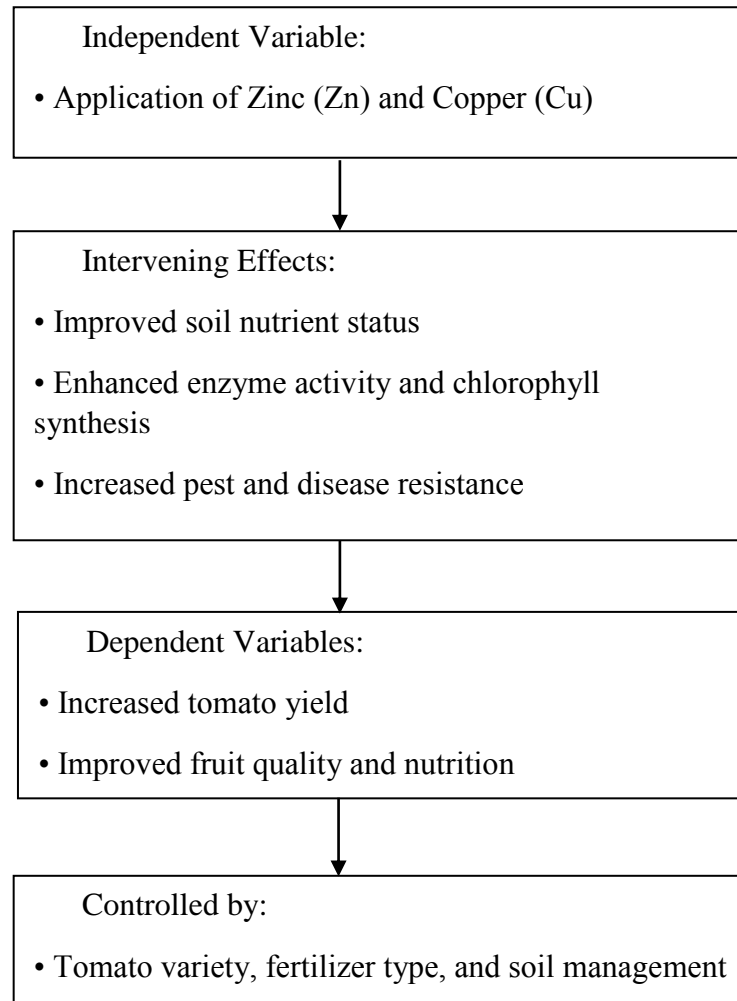 Independent Variable:
• Application of Zinc (Zn) and Copper (Cu)
Intervening Effects:
• Improved soil nutrient status
• Enhanced enzyme activity and chlorophyll
synthesis
• Increased pest and disease resistance
Dependent Variables:
• Increased tomato yield
• Improved fruit quality and nutrition
Controlled by:
• Tomato variety, fertilizer type, and soil management